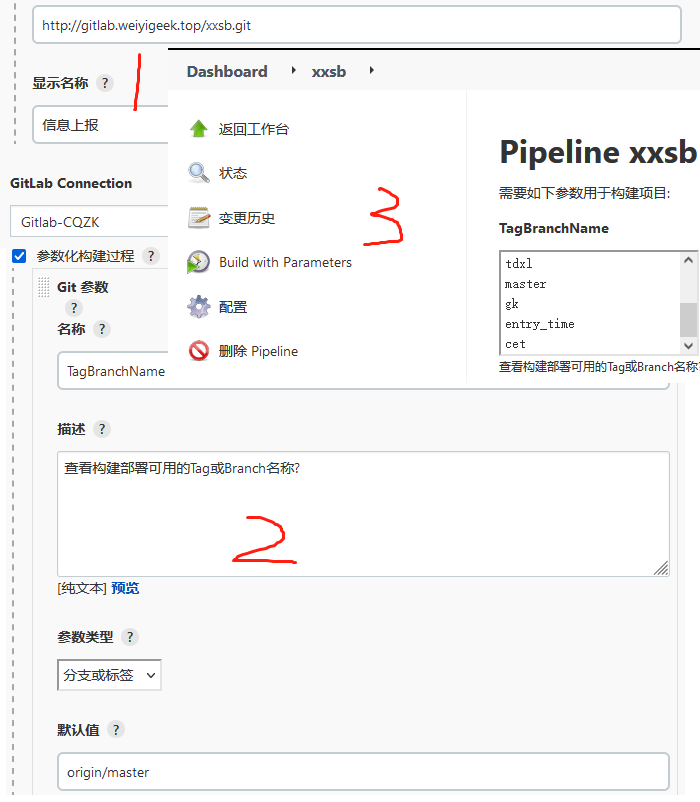 http://gitlab.weiyigeek.top/xxsb.git
显示名称 ?
信息上报
GitLab Connection
Gitlab-CQZK
参数化构建过程 ?
Git 参数
?
名称 ?
TagBranchName
1
Dashboard xxsb
返回工作台
状态
变更历史
Build with Parameters
配置
删除 Pipeline
3
Pipeline xxsb
需要如下参数用于构建项目:
TagBranchName
tdxl
master
gk
entry_time
cet
查看构建部署可用的Tag或Branch名称
描述 ?
查看构建部署可用的Tag或Branch名称?
2
[纯文本] 预览
参数类型 ?
分支或标签
默认值 ?
origin/master